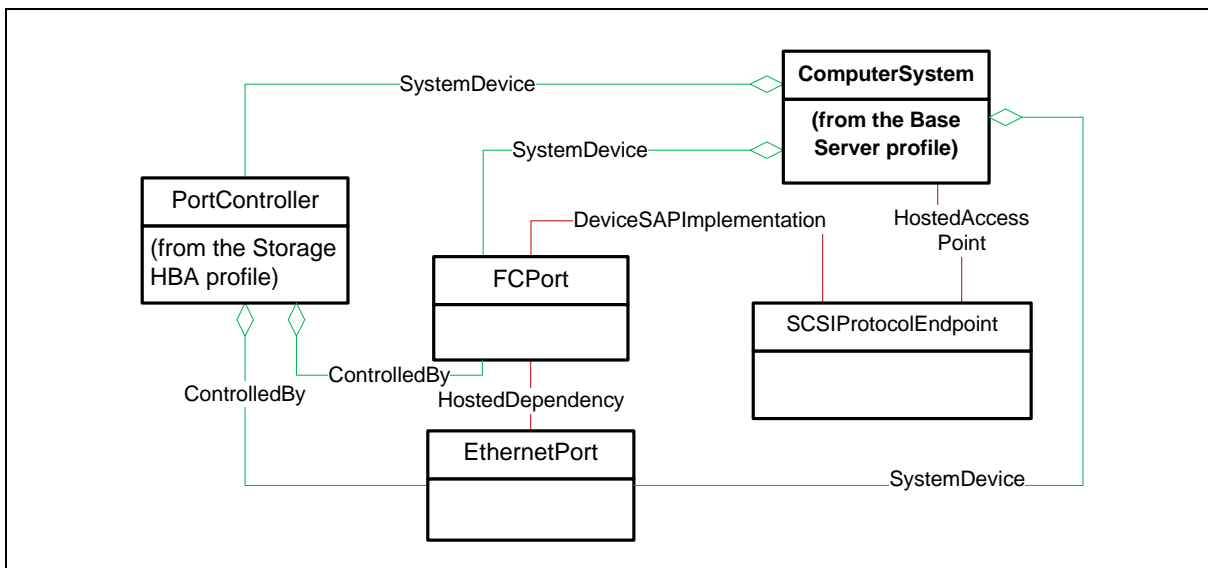 ComputerSystem
SystemDevice
(from the Base
Server profile)
SystemDevice
PortController
(from the Storage
HBA profile)
DeviceSAPImplementation
HostedAccess
Point
FCPort
SCSIProtocolEndpoint
ControlledBy
ControlledBy
HostedDependency
EthernetPort
SystemDevice